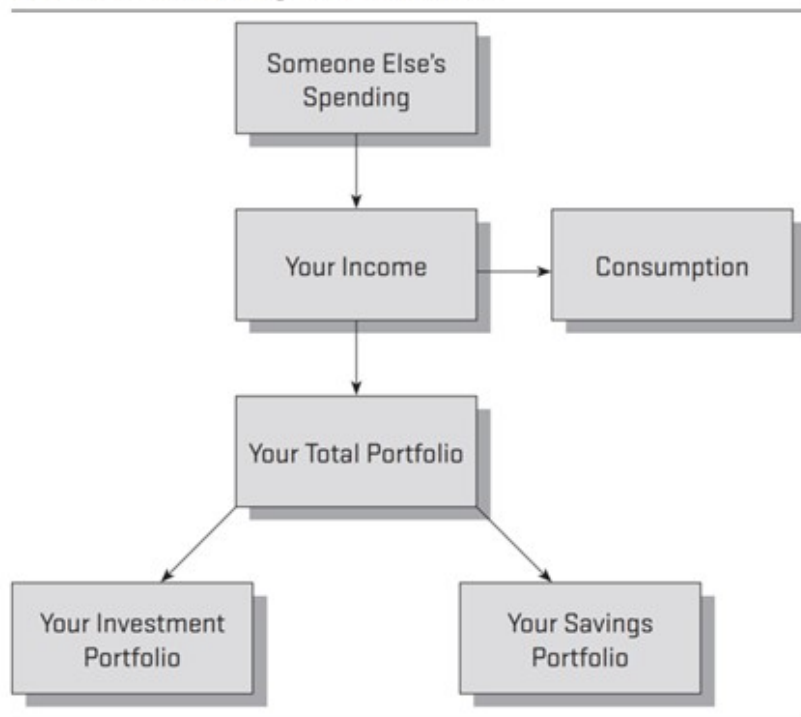 Someone Else's
Spending
Your Income
Consumption
Your Total Portfolio
Your Investment
Portfolio
Your Savings
Portfolio